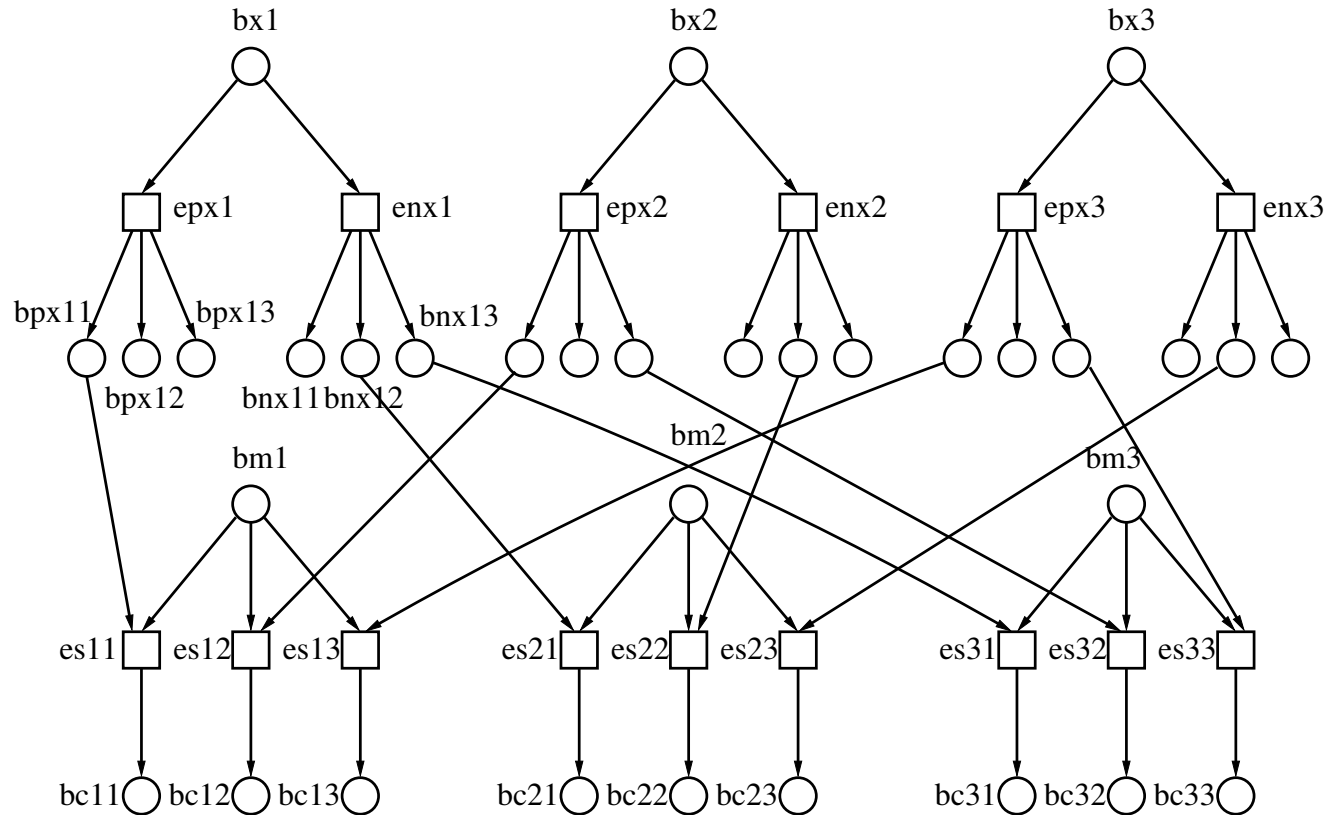 bx1 bx2 bx3
epx1 enx1 epx2 enx2 epx3 enx3
bpx11 bpx13 bnx13
bpx12 bnx11 bnx12
bm1 bm2 bm3
es11 es12 es13 es21 es22 es23 es31 es32 es33
bc11 bc12 bc13 bc21 bc22 bc23 bc31 bc32 bc33